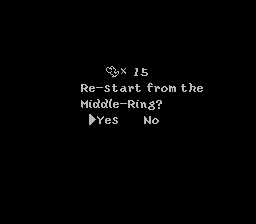 × 15
Re-start from the
Middle-Ring?
Yes No